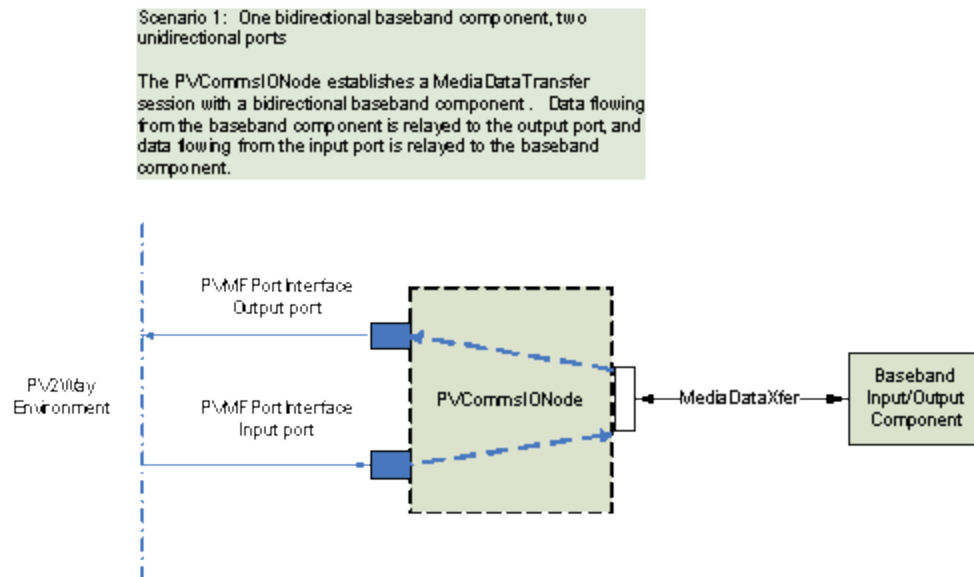 Scenario 1: One bidirectional baseband component, two
unidirectional ports
The PVCommsIONode establishes a MediaDataTransfer
session with a bidirectional baseband component . Data flowing
from the baseband component is relayed to the output port, and
data flowing from the input port is relayed to the baseband
component.
PVMF Port Interface
Output port
PV2Way
Environment
PVMF Port Interface
Input port
PVCommsIONode
MediaDataXfer
Baseband
Input/Output
Component